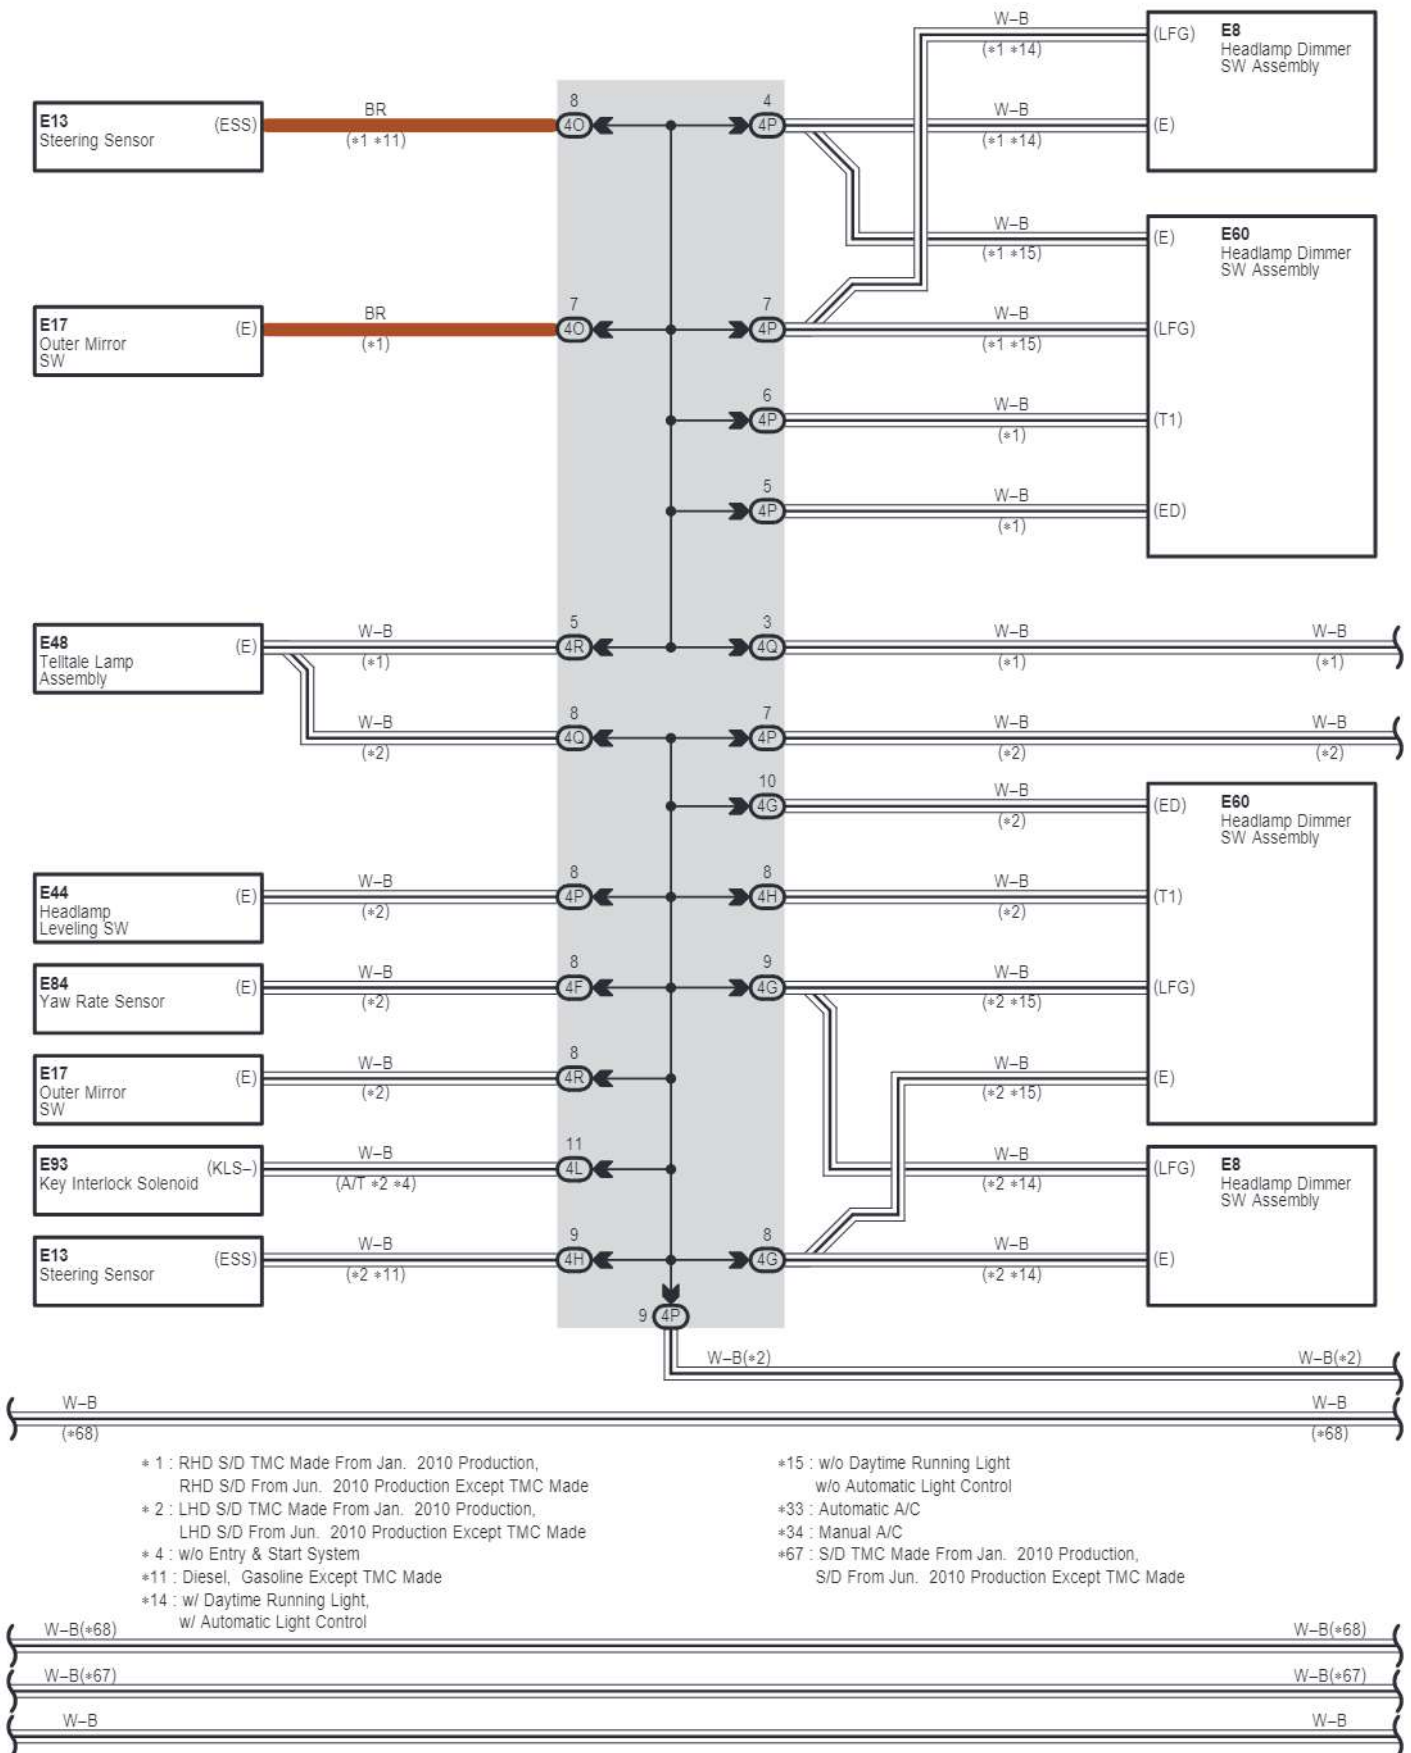 W–B
(LFG) E8
(∗1 ∗14) Headlamp Dimmer
SW Assembly
8 4
BR W–B
E13 (ESS) 4O 4P (E)
Steering Sensor (∗1 ∗11) (∗1 ∗14)
W–B
(E) E60
(∗1 ∗15) Headlamp Dimmer
SW Assembly
7 7
BR W–B
E17 (E) 4O 4P (LFG)
Outer Mirror (∗1) (∗1 ∗15)
SW
6
W–B
4P (T1)
(∗1)
5
W–B
4P (ED)
(∗1)
5 3
W–B W–B W–B
E48 (E) 4R 4Q
Telltale Lamp (∗1) (∗1) (∗1)
Assembly
8 7
W–B W–B W–B
4Q 4P
(∗2) (∗2) (∗2)
10
W–B
4G (ED) E60
(∗2) Headlamp Dimmer
SW Assembly
8 8
W–B W–B
E44 (E) 4P 4H (T1)
Headlamp (∗2) (∗2)
Leveling SW
8 9
W–B W–B
E84 (E) 4F 4G (LFG)
Yaw Rate Sensor (∗2) (∗2 ∗15)
8
W–B W–B
E17 (E) 4R (E)
Outer Mirror (∗2) (∗2 ∗15)
SW
11
W–B W–B
E93 (KLS–) 4L (LFG) E8
Key Interlock Solenoid (A/T ∗2 ∗4) (∗2 ∗14) Headlamp Dimmer
SW Assembly
9 8
W–B W–B
E13 (ESS) 4H 4G (E)
Steering Sensor (∗2 ∗11) (∗2 ∗14)
9 4P
W–B(∗2) W–B(∗2)
W–B W–B
(∗68) (∗68)
∗ 1 : RHD S/D TMC Made From Jan. 2010 Production,
RHD S/D From Jun. 2010 Production Except TMC Made
∗ 2 : LHD S/D TMC Made From Jan. 2010 Production,
LHD S/D From Jun. 2010 Production Except TMC Made
∗ 4 : w/o Entry & Start System
∗11 : Diesel, Gasoline Except TMC Made
∗14 : w/ Daytime Running Light,
w/ Automatic Light Control
∗15 : w/o Daytime Running Light
w/o Automatic Light Control
∗33 : Automatic A/C
∗34 : Manual A/C
∗67 : S/D TMC Made From Jan. 2010 Production,
S/D From Jun. 2010 Production Except TMC Made
W–B(∗68) W–B(∗68)
W–B(∗67) W–B(∗67)
W–B W–B